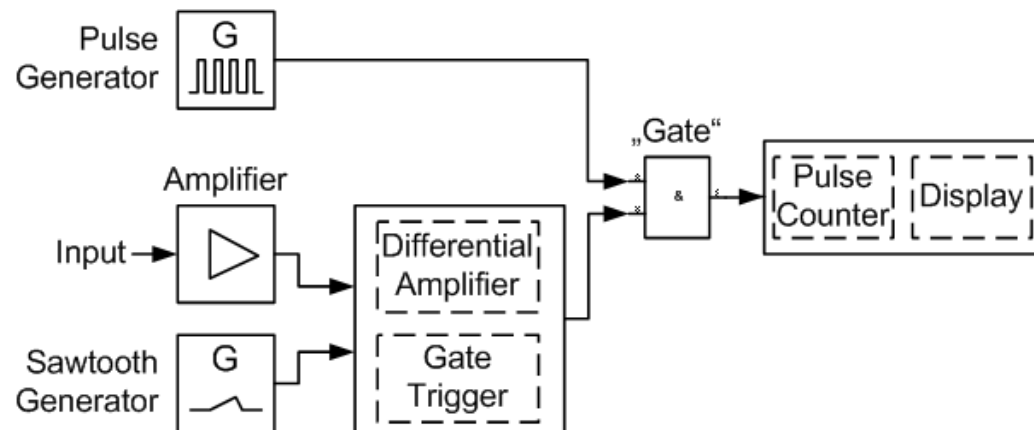 Pulse
Generator
G
„Gate“
Amplifier
&
Pulse
Counter
Display
Input
Differential
Amplifier
Sawtooth
Generator
G
Gate
Trigger